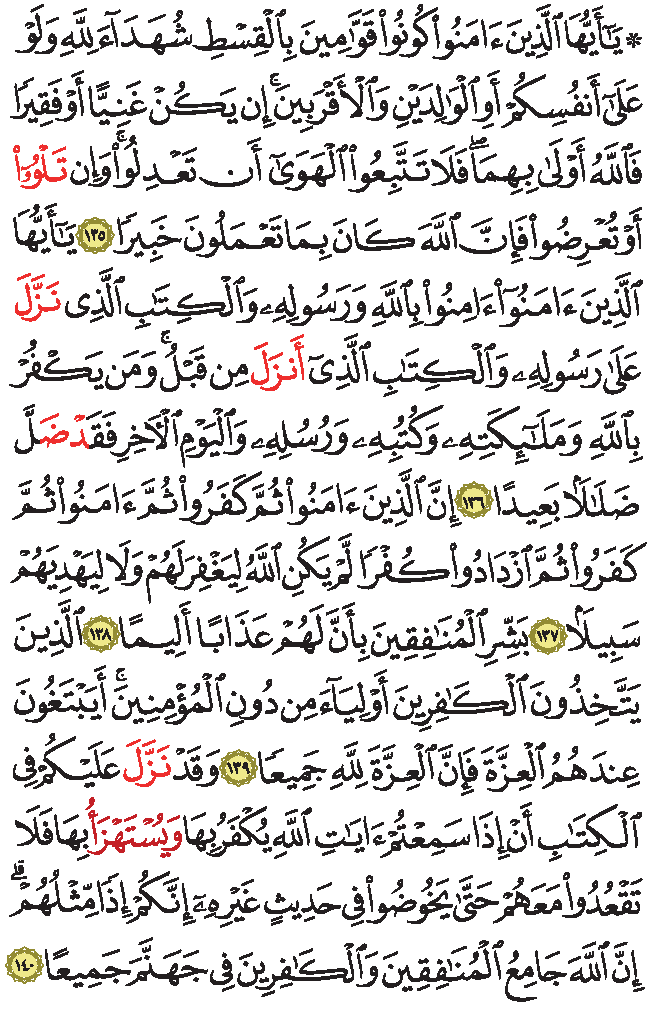 ۞ يَـٰٓأَيُّهَا ٱلَّذِينَ ءَامَنُوا۟ كُونُوا۟ قَوَّٰمِينَ بِٱلْقِسْطِ شُهَدَآءَ لِلَّهِ وَلَوْ
عَلَىٰٓ أَنفُسِكُمْ أَوِ ٱلْوَٰلِدَيْنِ وَٱلْأَقْرَبِينَ ۚ إِن يَكُنْ غَنِيًّا أَوْ فَقِيرًا
فَٱللَّهُ أَوْلَىٰ بِهِمَا ۖ فَلَا تَتَّبِعُوا۟ ٱلْهَوَىٰٓ أَن تَعْدِلُوا۟ ۚ وَإِن تَلْوُۥٓا۟
أَوْ تُعْرِضُوا۟ فَإِنَّ ٱللَّهَ كَانَ بِمَا تَعْمَلُونَ خَبِيرًا ١٣٥ يَـٰٓأَيُّهَا
ٱلَّذِينَ ءَامَنُوٓا۟ ءَامِنُوا۟ بِٱللَّهِ وَرَسُولِهِۦ وَٱلْكِتَـٰبِ ٱلَّذِى نَزَّلَ
عَلَىٰ رَسُولِهِۦ وَٱلْكِتَـٰبِ ٱلَّذِىٓ أَنزَلَ مِن قَبْلُ ۚ وَمَن يَكْفُرْ
بِٱللَّهِ وَمَلَـٰٓئِكَتِهِۦ وَكُتُبِهِۦ وَرُسُلِهِۦ وَٱلْيَوْمِ ٱلْـَٔاخِرِ فَقَدْ ضَلَّ
ضَلَـٰلًۢا بَعِيدًا ١٣٦ إِنَّ ٱلَّذِينَ ءَامَنُوا۟ ثُمَّ كَفَرُوا۟ ثُمَّ ءَامَنُوا۟ ثُمَّ
كَفَرُوا۟ ثُمَّ ٱزْدَادُوا۟ كُفْرًا لَّمْ يَكُنِ ٱللَّهُ لِيَغْفِرَ لَهُمْ وَلَا لِيَهْدِيَهُمْ
سَبِيلًۢا ١٣٧ بَشِّرِ ٱلْمُنَـٰفِقِينَ بِأَنَّ لَهُمْ عَذَابًا أَلِيمًا ١٣٨ ٱلَّذِينَ
يَتَّخِذُونَ ٱلْكَـٰفِرِينَ أَوْلِيَآءَ مِن دُونِ ٱلْمُؤْمِنِينَ ۚ أَيَبْتَغُونَ
عِندَهُمُ ٱلْعِزَّةَ فَإِنَّ ٱلْعِزَّةَ لِلَّهِ جَمِيعًا ١٣٩ وَقَدْ نَزَّلَ عَلَيْكُمْ فِى
ٱلْكِتَـٰبِ أَنْ إِذَا سَمِعْتُمْ ءَايَـٰتِ ٱللَّهِ يُكْفَرُ بِهَا وَيُسْتَهْزَأُ بِهَا فَلَا
تَقْعُدُوا۟ مَعَهُمْ حَتَّىٰ يَخُوضُوا۟ فِى حَدِيثٍ غَيْرِهِۦٓ ۚ إِنَّكُمْ إِذًا مِّثْلُهُمْ ۗ
إِنَّ ٱللَّهَ جَامِعُ ٱلْمُنَـٰفِقِينَ وَٱلْكَـٰفِرِينَ فِى جَهَنَّمَ جَمِيعًا ١٤٠